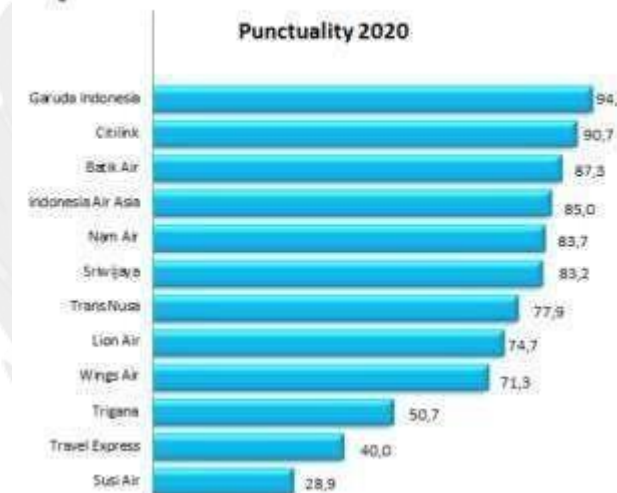 Punctuality 2020
Garuda Indonesia 94,
Citilink 90,7
Batik Air 87,3
Indonesia Air Asia 85,0
Nam Air 83,7
Sriwijaya 83,2
TransNusa 77,9
Lion Air 74,7
Wings Air 71,3
Trigana 50,7
Travel Express 40,0
Susi Air 28,9